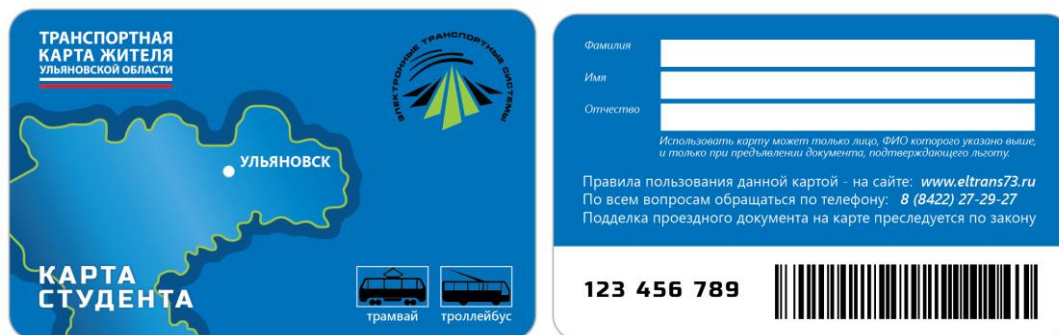 ТРАНСПОРТНАЯ
КАРТА ЖИТЕЛЯ
УЛЬЯНОВСКОЙ ОБЛАСТИ
ЭЛЕКТРОННЫЕ ТРАНСПОРТНЫЕ СИСТЕМЫ
УЛЬЯНОВСК
КАРТА
СТУДЕНТА
трамвай
троллейбус
Фамилия
Имя
Отчество
Использовать карту может только лицо, ФИО которого указано выше,
и только при предъявлении документа, подтверждающего льготу.
Правила пользования данной картой - на сайте: www.eltrans73.ru
По всем вопросам обращаться по телефону: 8 (8422) 27-29-27
Подделка проездного документа на карте преследуется по закону
123 456 789